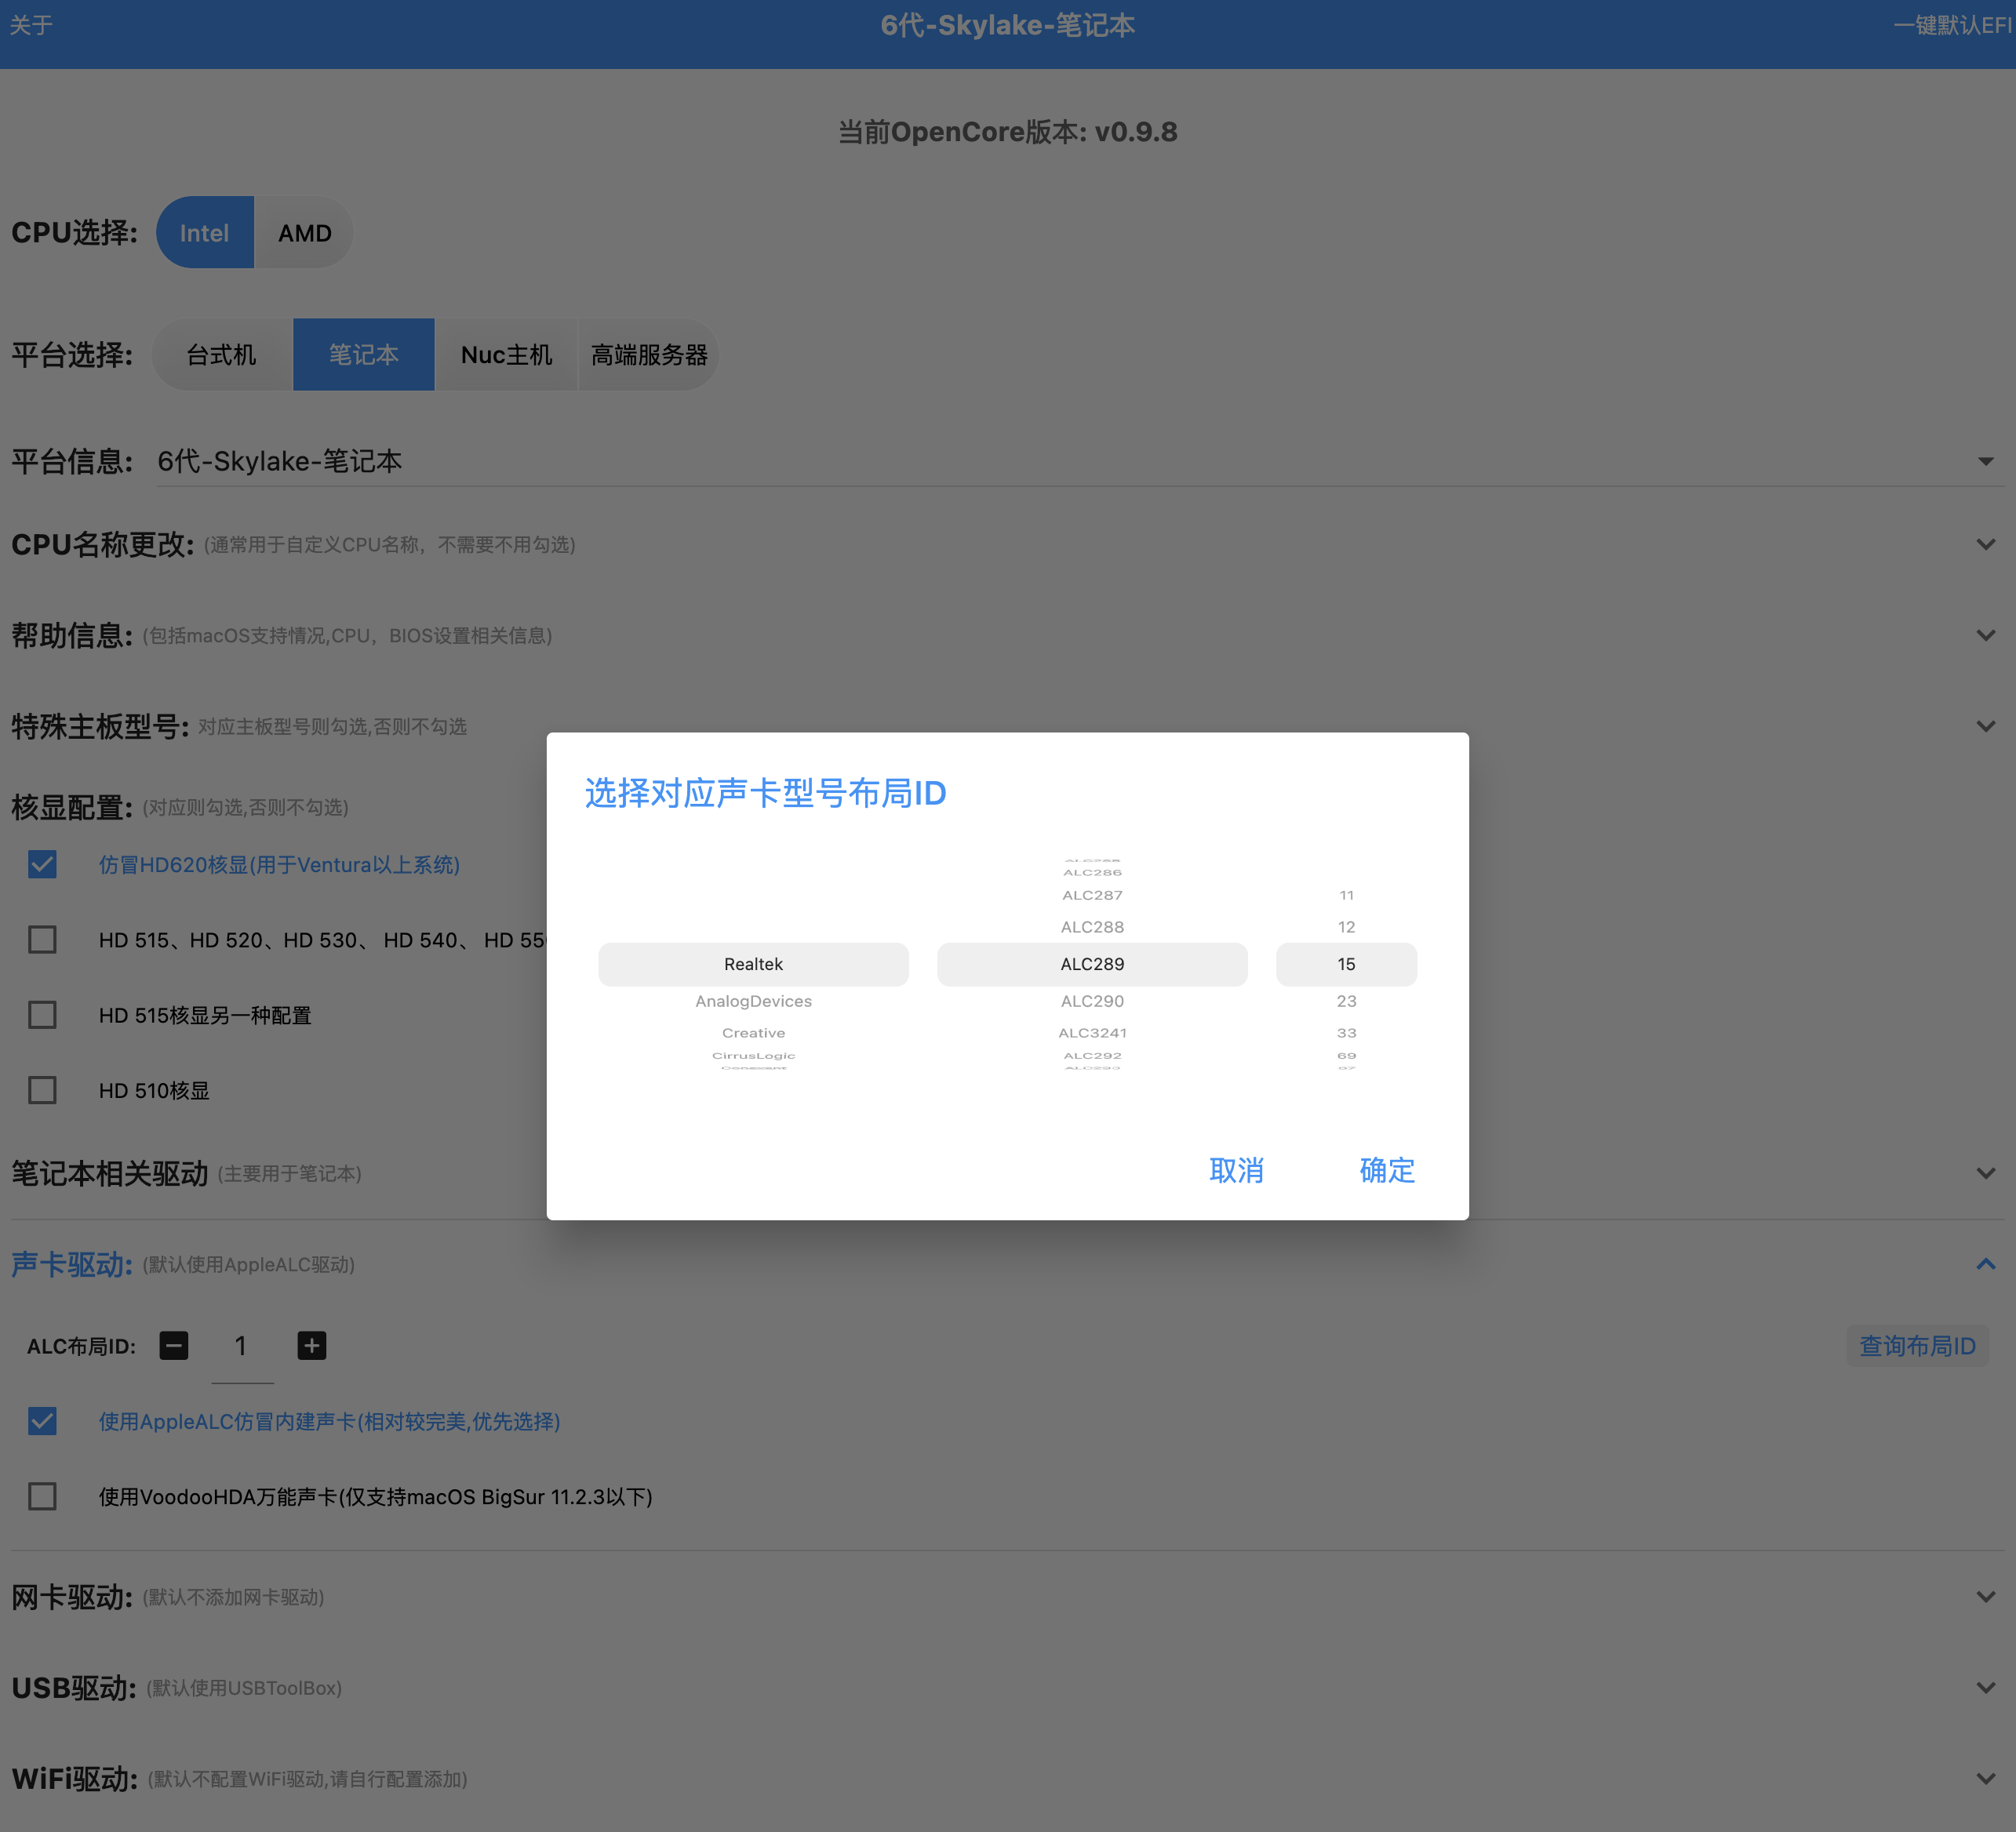 关于
6代-Skylake-笔记本
一键默认EFI
当前OpenCore版本: v0.9.8
CPU选择:
Intel
AMD
平台选择:
台式机
笔记本
Nuc主机
高端服务器
平台信息:
6代-Skylake-笔记本
CPU名称更改: (通常用于自定义CPU名称，不需要不用勾选)
帮助信息: (包括macOS支持情况,CPU，BIOS设置相关信息)
特殊主板型号: 对应主板型号则勾选,否则不勾选
核显配置: (对应则勾选,否则不勾选)
仿冒HD620核显(用于Ventura以上系统)
HD 515、HD 520、HD 530、 HD 540、 HD 55
HD 515核显另一种配置
HD 510核显
选择对应声卡型号布局ID
Realtek
AnalogDevices
Creative
CirrusLogic
ALC286
ALC287
ALC288
ALC289
ALC290
ALC3241
ALC292
11
12
15
23
33
69
取消
确定
笔记本相关驱动 (主要用于笔记本)
声卡驱动: (默认使用AppleALC驱动)
ALC布局ID:
1
查询布局ID
使用AppleALC仿冒内建声卡(相对较完美,优先选择)
使用VoodooHDA万能声卡(仅支持macOS BigSur 11.2.3以下)
网卡驱动: (默认不添加网卡驱动)
USB驱动: (默认使用USBToolBox)
WiFi驱动: (默认不配置WiFi驱动,请自行配置添加)